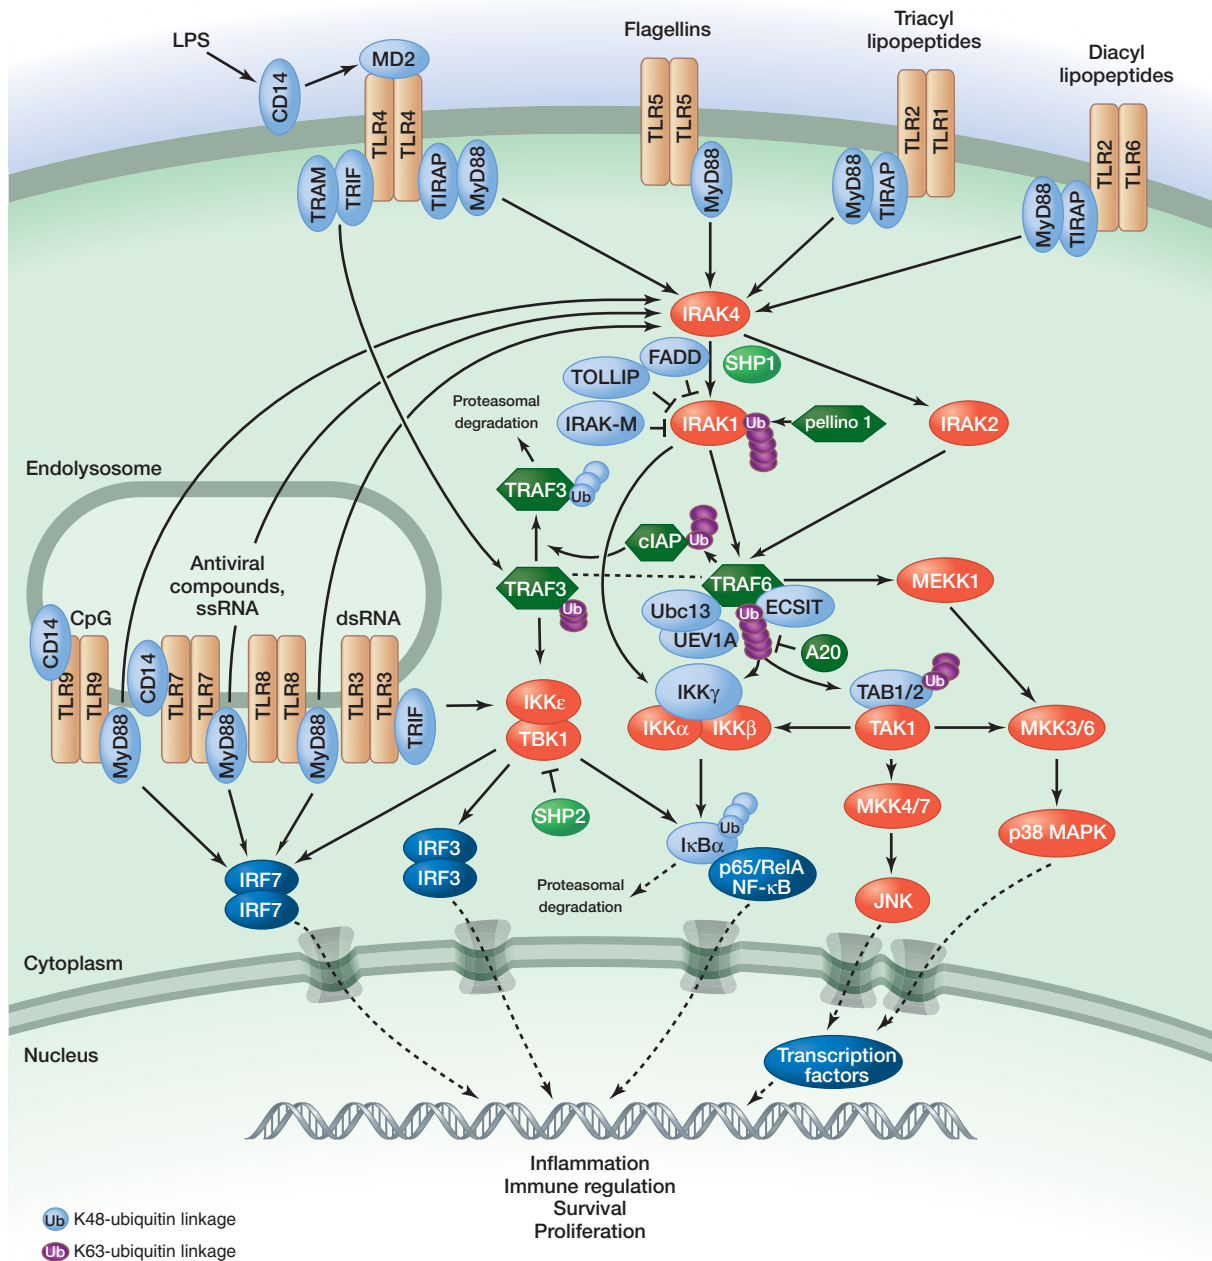 LPS
CD14
MD2
TLR4
TLR4
TRAM
TRIF
TIRAP
MyD88
Flagellins
TLR5
TLR5
MyD88
Triacyl
lipopeptides
TLR2
TLR1
MyD88
TIRAP
Diacyl
lipopeptides
TLR2
TLR6
MyD88
TIRAP
IRAK4
FADD
SHP1
TOLLIP
IRAK-M
IRAK1
Ub
pellino 1
IRAK2
Proteasomal
degradation
TRAF3
Ub
Endolysosome
cIAP
Ub
Antiviral
compounds,
ssRNA
TRAF3
Ub
TRAF6
MEKK1
Ubc13
ECSIT
Ub
UEV1A
A20
CpG
dsRNA
CD14
TLR9
TLR9
MyD88
CD14
TLR7
TLR7
MyD88
TLR8
TLR8
MyD88
TLR3
TLR3
TRIF
IKKε
TBK1
IKKγ
IKKα
IKKβ
TAB1/2
Ub
TAK1
MKK3/6
SHP2
MKK4/7
p38 MAPK
IRF3
IRF3
IκBα
Ub
p65/RelA
NF-κB
IRF7
IRF7
Proteasomal
degradation
JNK
Cytoplasm
Nucleus
Transcription
factors
Inflammation
Immune regulation
Survival
Proliferation
Ub K48-ubiquitin linkage
Ub K63-ubiquitin linkage